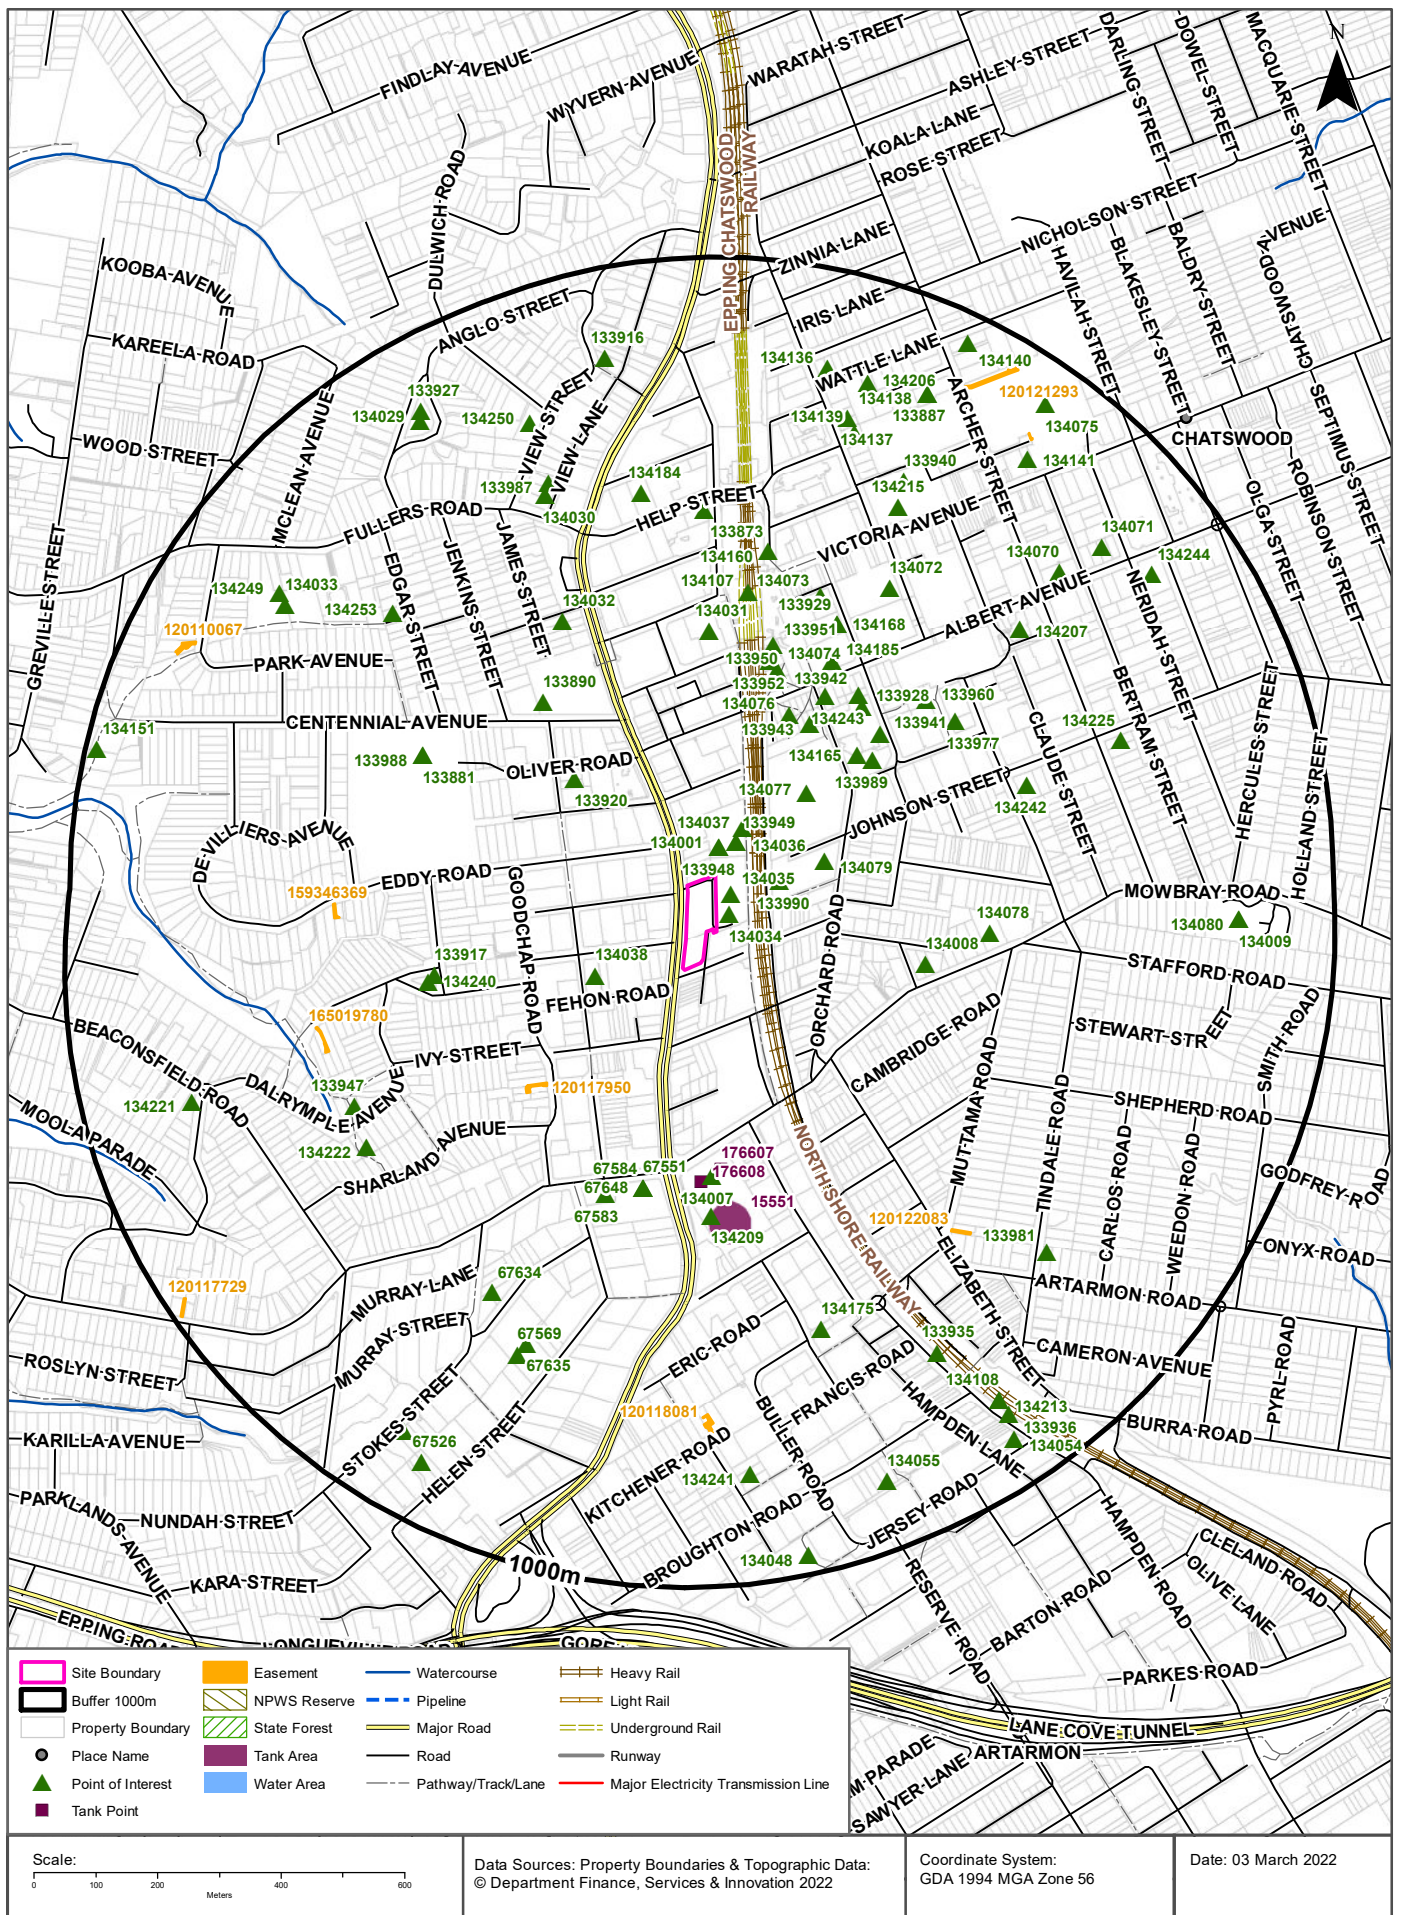 N
FINDLAY AVENUE
WYVERN AVENUE
WARATAH STREET
ASHLEY STREET
DARLING STREET
DOWEL STREET
MACQUARIE STREET
KOALA LANE
ROSE STREET
EPPING CHATSWOOD RAILWAY
DULWICH ROAD
NICHOLSON STREET
ZINNIA LANE
BALDRY STREET
BLAKESLEY STREET
HAVILAH STREET
CHATSWOOD AVENUE
KOOBA AVENUE
ANGLO STREET
IRIS LANE
KAREELA ROAD
133916
134136
WATTLE LANE
134140
133927
134206
134138
120121293
134029
134250
VIEW STREET
VIEW LANE
134139
133887
ARCHER STREET
134075
134137
SEPTIMUS STREET
CHATSWOOD
WOOD STREET
MCLEAN AVENUE
133987
134184
133940
134141
ROBINSON STREET
134215
OLGA STREET
FULLERS ROAD
134030
HELP STREET
133873
VICTORIA AVENUE
134071
GREVILLE STREET
JAMES STREET
JENKINS STREET
EDGAR STREET
134160
134070
134244
134249
134033
134253
134032
134107
134073
134072
ALBERT AVENUE
NERIDAH STREET
120110067
134031
133929
134168
134207
133951
134185
PARK AVENUE
133950
134074
133952
133942
133890
133928
133960
BERTRAM STREET
HERCULES STREET
CENTENNIAL AVENUE
134076
134243
133941
CLAUDE STREET
134225
134151
133943
133977
HOLLAND STREET
133988
133881
OLIVER ROAD
134165
133989
133920
134077
JOHNSON STREET
134242
DE VILLIERS AVENUE
134037
133949
134001
134036
134079
EDDY ROAD
133948
134035
MOWBRAY ROAD
159346369
GOODCHAP ROAD
133990
134078
134080
134009
134034
ORCHARD ROAD
134008
133917
134038
134240
FEHON ROAD
STAFFORD ROAD
165019780
CAMBRIDGE ROAD
STEWART STREET
SMITH ROAD
BEACONSFIELD ROAD
IVY STREET
MUTTAMA ROAD
133947
DALRYMPLE AVENUE
120117950
TINDALE ROAD
SHEPHERD ROAD
134221
MOOLA PARADE
SHARLAND AVENUE
CARLOS ROAD
WEEDON ROAD
134222
NORTH SHORE RAILWAY
176607
67584
67551
176608
GODFREY ROAD
67648
134007
15551
67583
134209
120122083
133981
ELIZABETH STREET
ONYX ROAD
120117729
MURRAY LANE
67634
ARTARMON ROAD
134175
MURRAY STREET
67569
67635
ERIC ROAD
133935
CAMERON AVENUE
PYRL ROAD
ROSLYN STREET
FRANCIS ROAD
134108
STOKES STREET
120118081
BUTLER ROAD
HAMPDEN LANE
134213
133936
BURRA ROAD
KARILLA AVENUE
67526
HELEN STREET
134054
KITCHENER ROAD
134241
134055
PARKLANDS AVENUE
NUNDAH STREET
BROUGHTON ROAD
JERSEY ROAD
HAMPDEN ROAD
CLELAND ROAD
1000m
134048
OLIVE LANE
KARA STREET
RESERVE ROAD
BARTON ROAD
PARKES ROAD
LANE COVE TUNNEL
ARTARMON
SAWYER LANE
Site Boundary
Buffer 1000m
Property Boundary
Place Name
Point of Interest
Tank Point
Easement
NPWS Reserve
State Forest
Tank Area
Water Area
Watercourse
Pipeline
Major Road
Road
Pathway/Track/Lane
Heavy Rail
Light Rail
Underground Rail
Runway
Major Electricity Transmission Line
Scale:
0 100 200 400 600
Meters
Data Sources: Property Boundaries & Topographic Data:
© Department Finance, Services & Innovation 2022
Coordinate System:
GDA 1994 MGA Zone 56
Date: 03 March 2022